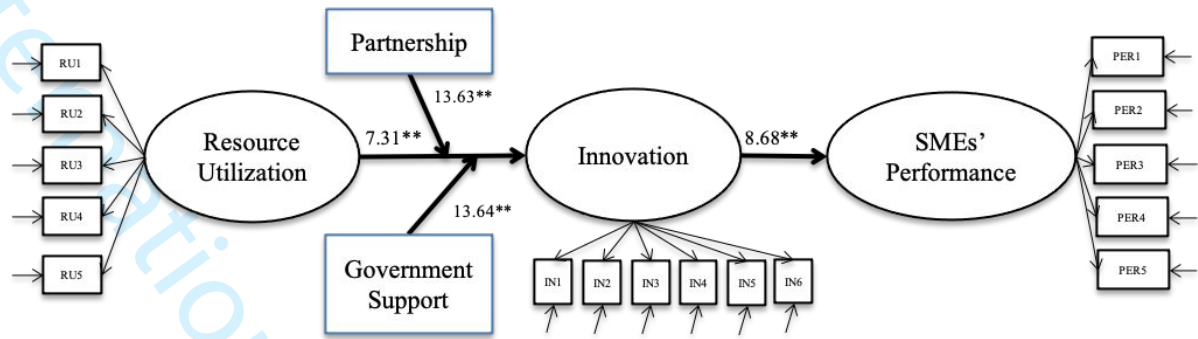 Partnership
RU1
RU2
RU3
RU4
RU5
Resource
Utilization
13.63**
7.31**
13.64**
Government
Support
Innovation
IN1
IN2
IN3
IN4
IN5
IN6
8.68**
SMEs'
Performance
PER1
PER2
PER3
PER4
PER5